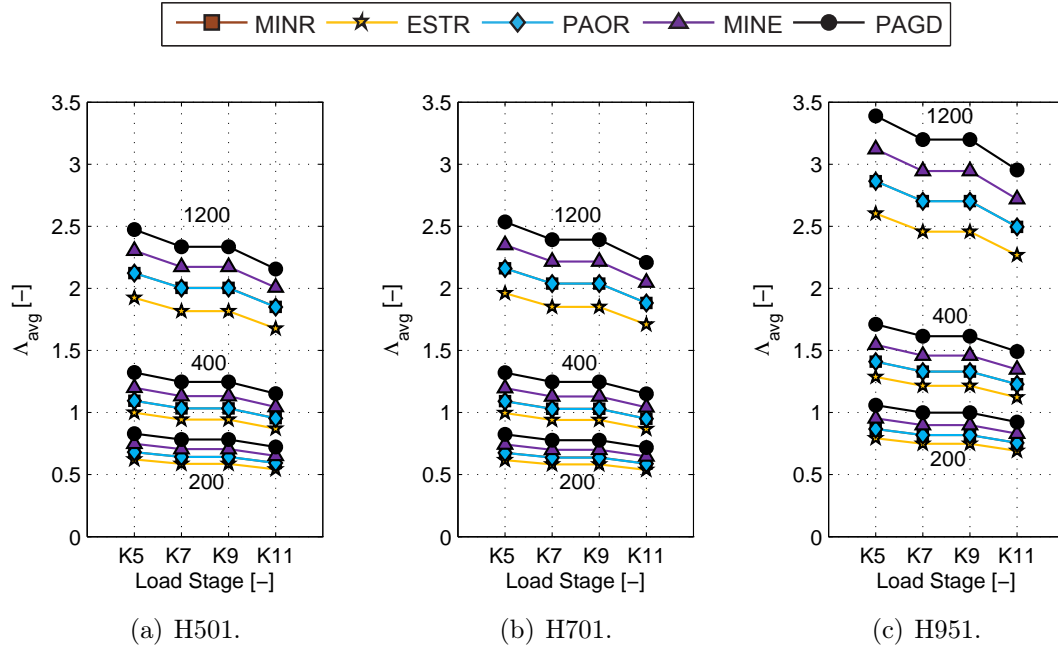 MINR ESTR PAOR MINE PAGD
3.5
3
2.5
2
1.5
1
0.5
0
Λavg [−]
1200
400
200
K5 K7 K9 K11
Load Stage [−]
(a) H501.
3.5
3
2.5
2
1.5
1
0.5
0
Λavg [−]
1200
400
200
K5 K7 K9 K11
Load Stage [−]
(b) H701.
3.5
3
2.5
2
1.5
1
0.5
0
Λavg [−]
1200
400
200
K5 K7 K9 K11
Load Stage [−]
(c) H951.